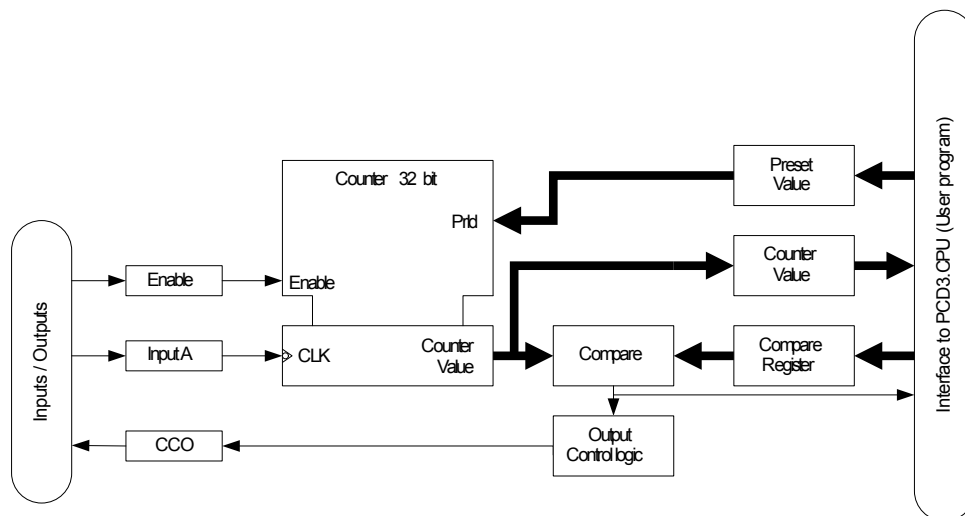 Counter 32 bit
Prld
Enable
CLK
Counter
Value
Inputs / Outputs
Enable
Input A
CCO
Compare
Output
Control logic
Preset
Value
Counter
Value
Compare
Register
Interface to PCD3.CPU (User program)